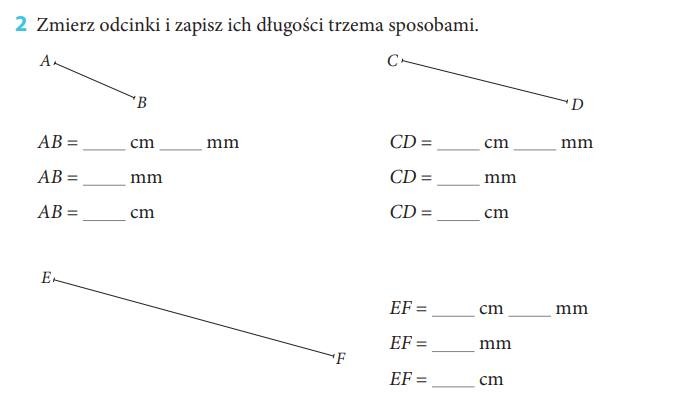 2 Zmierz odcinki i zapisz ich długości trzema sposobami.
A
B
AB = ____ cm ____ mm
AB = ____ mm
AB = ____ cm
C
D
CD = ____ cm ____ mm
CD = ____ mm
CD = ____ cm
E
F
EF = ____ cm ____ mm
EF = ____ mm
EF = ____ cm